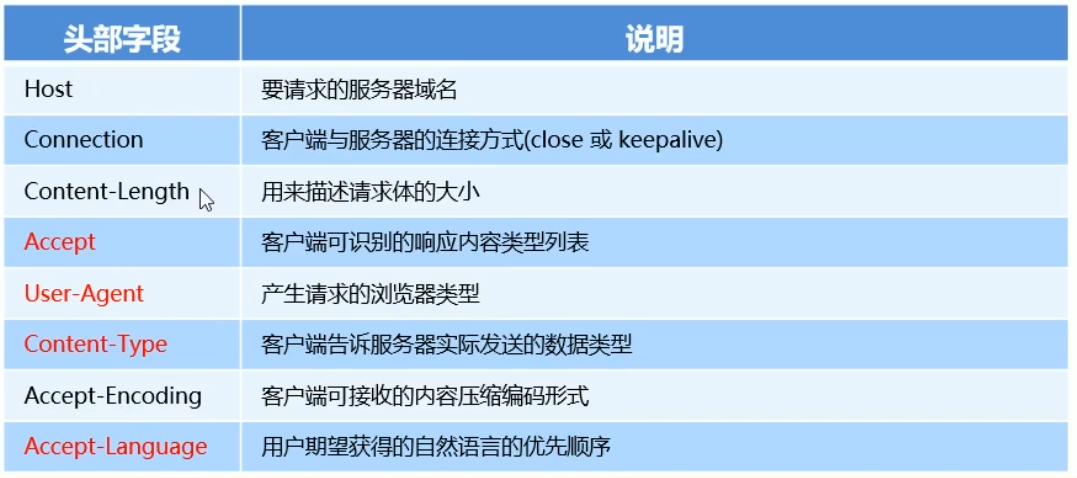 头部字段 说明
Host 要请求的服务器域名
Connection 客户端与服务器的连接方式(close 或 keepalive)
Content-Length 用来描述请求体的大小
Accept 客户端可识别的响应内容类型列表
User-Agent 产生请求的浏览器类型
Content-Type 客户端告诉服务器实际发送的数据类型
Accept-Encoding 客户端可接收的内容压缩编码形式
Accept-Language 用户期望获得的自然语言的优先顺序